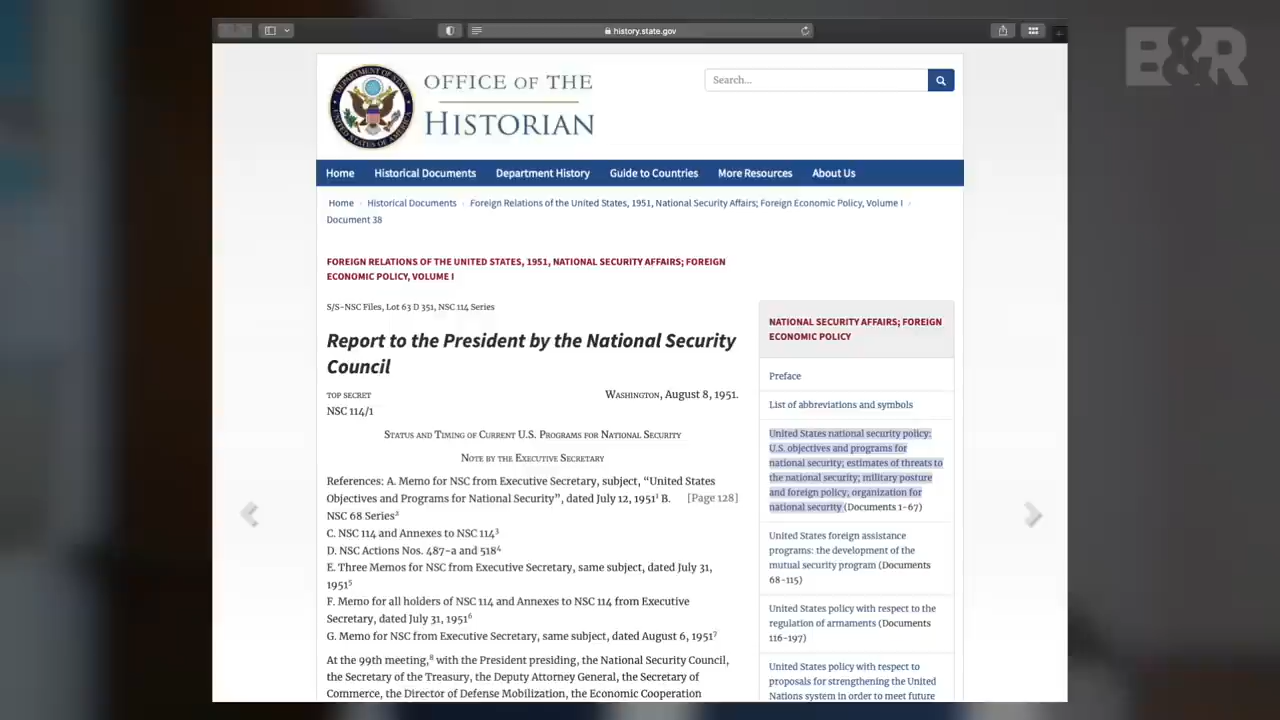 history.state.gov
B&R
DEPARTMENT OF STATE
UNITED STATES OF AMERICA
OFFICE OF THE
HISTORIAN
Search...
Home Historical Documents Department History Guide to Countries More Resources About Us
Home › Historical Documents › Foreign Relations of the United States, 1951, National Security Affairs; Foreign Economic Policy, Volume I ›
Document 38
FOREIGN RELATIONS OF THE UNITED STATES, 1951, NATIONAL SECURITY AFFAIRS; FOREIGN
ECONOMIC POLICY, VOLUME I
S/S-NSC Files, Lot 63 D 351, NSC 114 Series
Report to the President by the National Security
Council
TOP SECRET WASHINGTON, August 8, 1951.
NSC 114/1
STATUS AND TIMING OF CURRENT U.S. PROGRAMS FOR NATIONAL SECURITY
NOTE BY THE EXECUTIVE SECRETARY
References: A. Memo for NSC from Executive Secretary, subject, “United States
Objectives and Programs for National Security”, dated July 12, 1951¹ B. [Page 128]
NSC 68 Series²
C. NSC 114 and Annexes to NSC 114³
D. NSC Actions Nos. 487-a and 518⁴
E. Three Memos for NSC from Executive Secretary, same subject, dated July 31,
1951⁵
F. Memo for all holders of NSC 114 and Annexes to NSC 114 from Executive
Secretary, dated July 31, 1951⁶
G. Memo for NSC from Executive Secretary, same subject, dated August 6, 1951⁷
At the 99th meeting,⁸ with the President presiding, the National Security Council,
the Secretary of the Treasury, the Deputy Attorney General, the Secretary of
Commerce, the Director of Defense Mobilization, the Economic Cooperation
NATIONAL SECURITY AFFAIRS; FOREIGN
ECONOMIC POLICY
Preface
List of abbreviations and symbols
United States national security policy:
U.S. objectives and programs for
national security; estimates of threats to
the national security; military posture
and foreign policy; organization for
national security (Documents 1-67)
United States foreign assistance
programs: the development of the
mutual security program (Documents
68-115)
United States policy with respect to the
regulation of armaments (Documents
116-197)
United States policy with respect to
proposals for strengthening the United
Nations system in order to meet future